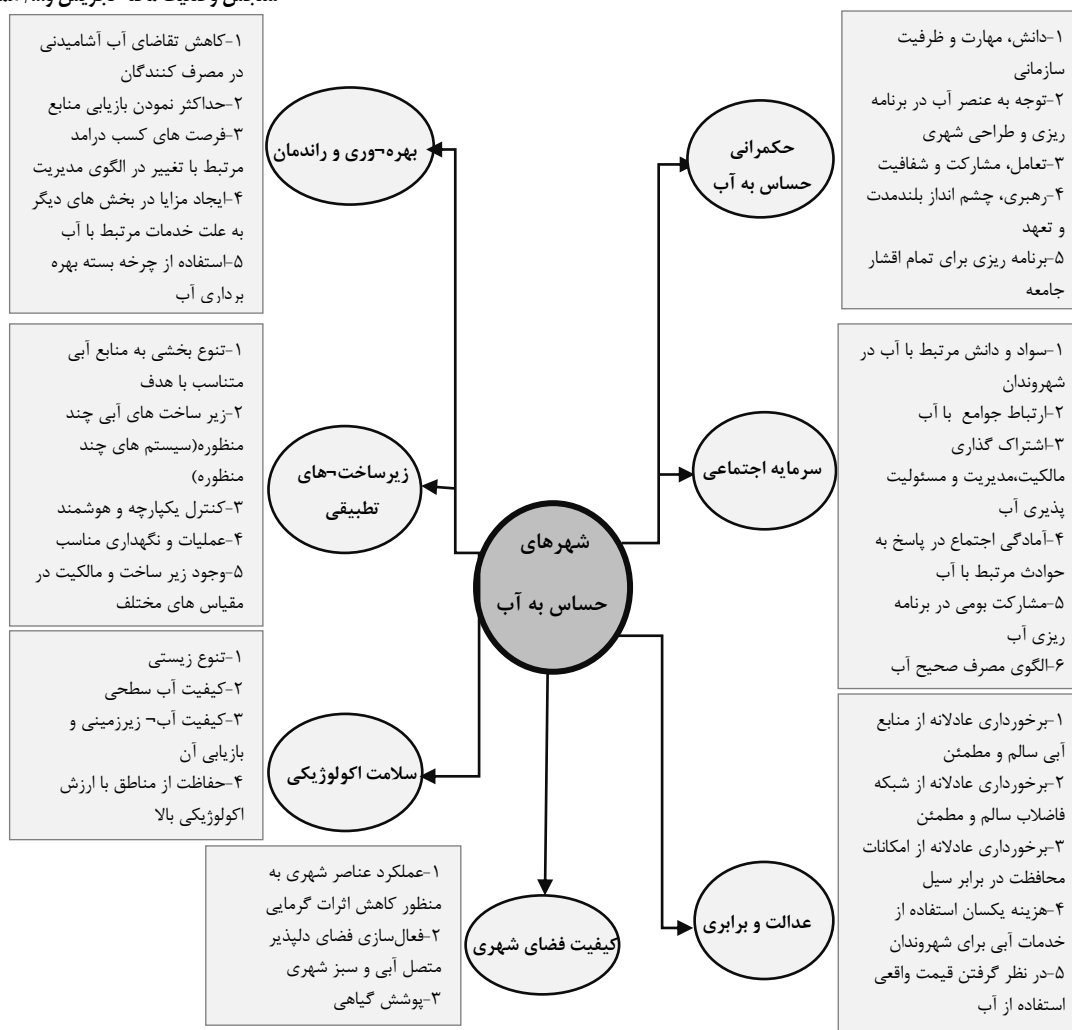 ۱-دانش، مهارت و ظرفیت
سازمانی
۲-توجه به عنصر آب در برنامه
ریزی و طراحی شهری
۳-تعامل، مشارکت و شفافیت
۴-رهبری، چشم انداز بلندمدت
و تعهد
۵-برنامه ریزی برای تمام اقشار
جامعه
حکمرانی
حساس به آب
بهره¬وری و راندمان
۱-کاهش تقاضای آب آشامیدنی
در مصرف کنندگان
۲-حداکثر نمودن بازیابی منابع
۳-فرصت های کسب درامد
مرتبط با تغییر در الگوی مدیریت
۴-ایجاد مزایا در بخش های دیگر
به علت خدمات مرتبط با آب
۵-استفاده از چرخه بسته بهره
برداری آب
۱-سواد و دانش مرتبط با آب در
شهروندان
۲-ارتباط جوامع با آب
۳-اشتراک گذاری
مالکیت،مدیریت و مسئولیت
پذیری آب
۴-آمادگی اجتماع در پاسخ به
حوادث مرتبط با آب
۵-مشارکت بومی در برنامه
ریزی آب
۶-الگوی مصرف صحیح آب
سرمایه اجتماعی
زیرساخت¬های
تطبیقی
۱-تنوع بخشی به منابع آبی
متناسب با هدف
۲-زیر ساخت های آبی چند
منظوره(سیستم های چند
منظوره)
۳-کنترل یکپارچه و هوشمند
۴-عملیات و نگهداری مناسب
۵-وجود زیر ساخت و مالکیت در
مقیاس های مختلف
شهرهای
حساس به آب
۱-برخورداری عادلانه از منابع
آبی سالم و مطمئن
۲-برخورداری عادلانه از شبکه
فاضلاب سالم و مطمئن
۳-برخورداری عادلانه از امکانات
محافظت در برابر سیل
۴-هزینه یکسان استفاده از
خدمات آبی برای شهروندان
۵-در نظر گرفتن قیمت واقعی
استفاده از آب
عدالت و برابری
سلامت اکولوژیکی
۱-تنوع زیستی
۲-کیفیت آب سطحی
۳-کیفیت آب¬ زیرزمینی و
بازیابی آن
۴-حفاظت از مناطق با ارزش
اکولوژیکی بالا
کیفیت فضای شهری
۱-عملکرد عناصر شهری به
منظور کاهش اثرات گرمایی
۲-فعال‌سازی فضای دلپذیر
متصل آبی و سبز شهری
۳-پوشش گیاهی